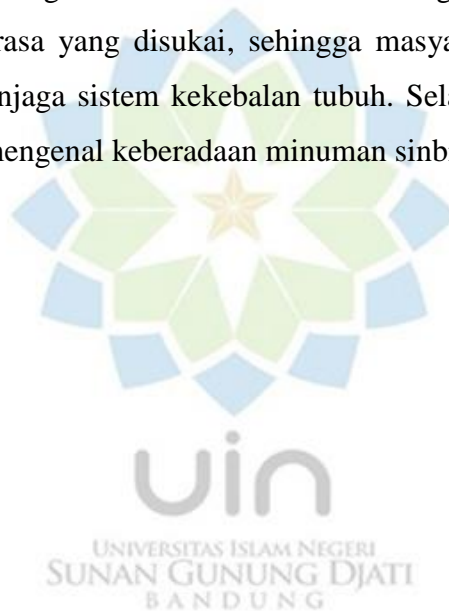 rasa yang disukai, sehingga masya
njaga sistem kekebalan tubuh. Sela
mengenal keberadaan minuman sinb
uin
UNIVERSITAS ISLAM NEGERI
SUNAN GUNUNG DJATI
BANDUNG